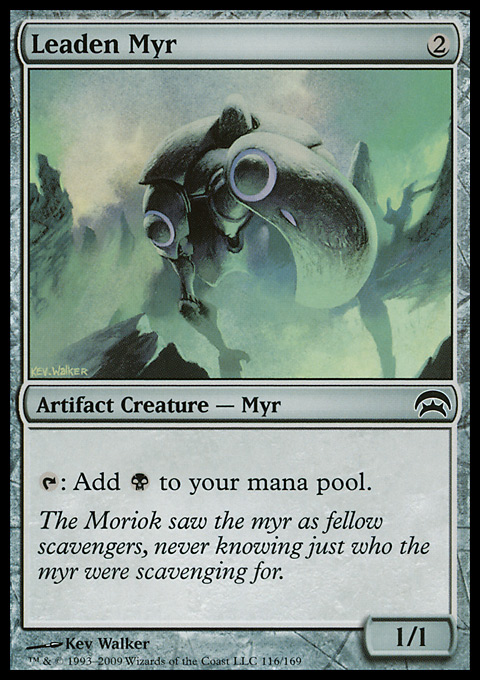 Leaden Myr 2
KEV.WALKER
Artifact Creature — Myr
: Add to your mana pool.
The Moriok saw the myr as fellow
scavengers, never knowing just who the
myr were scavenging for.
Kev Walker
1/1
™ & © 1993–2009 Wizards of the Coast LLC 116/169